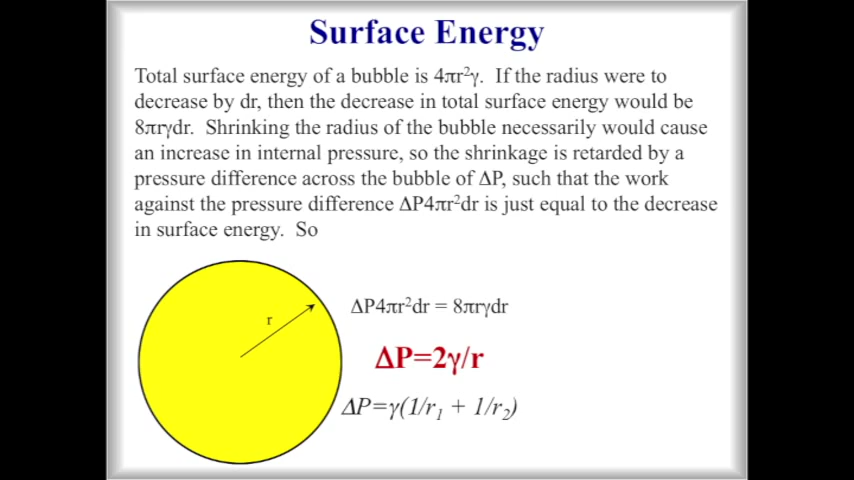 Surface Energy
Total surface energy of a bubble is 4πr²γ. If the radius were to
decrease by dr, then the decrease in total surface energy would be
8πrγdr. Shrinking the radius of the bubble necessarily would cause
an increase in internal pressure, so the shrinkage is retarded by a
pressure difference across the bubble of ΔP, such that the work
against the pressure difference ΔP4πr²dr is just equal to the decrease
in surface energy. So
r
ΔP4πr²dr = 8πrγdr
ΔP=2γ/r
ΔP=γ(1/r₁ + 1/r₂)